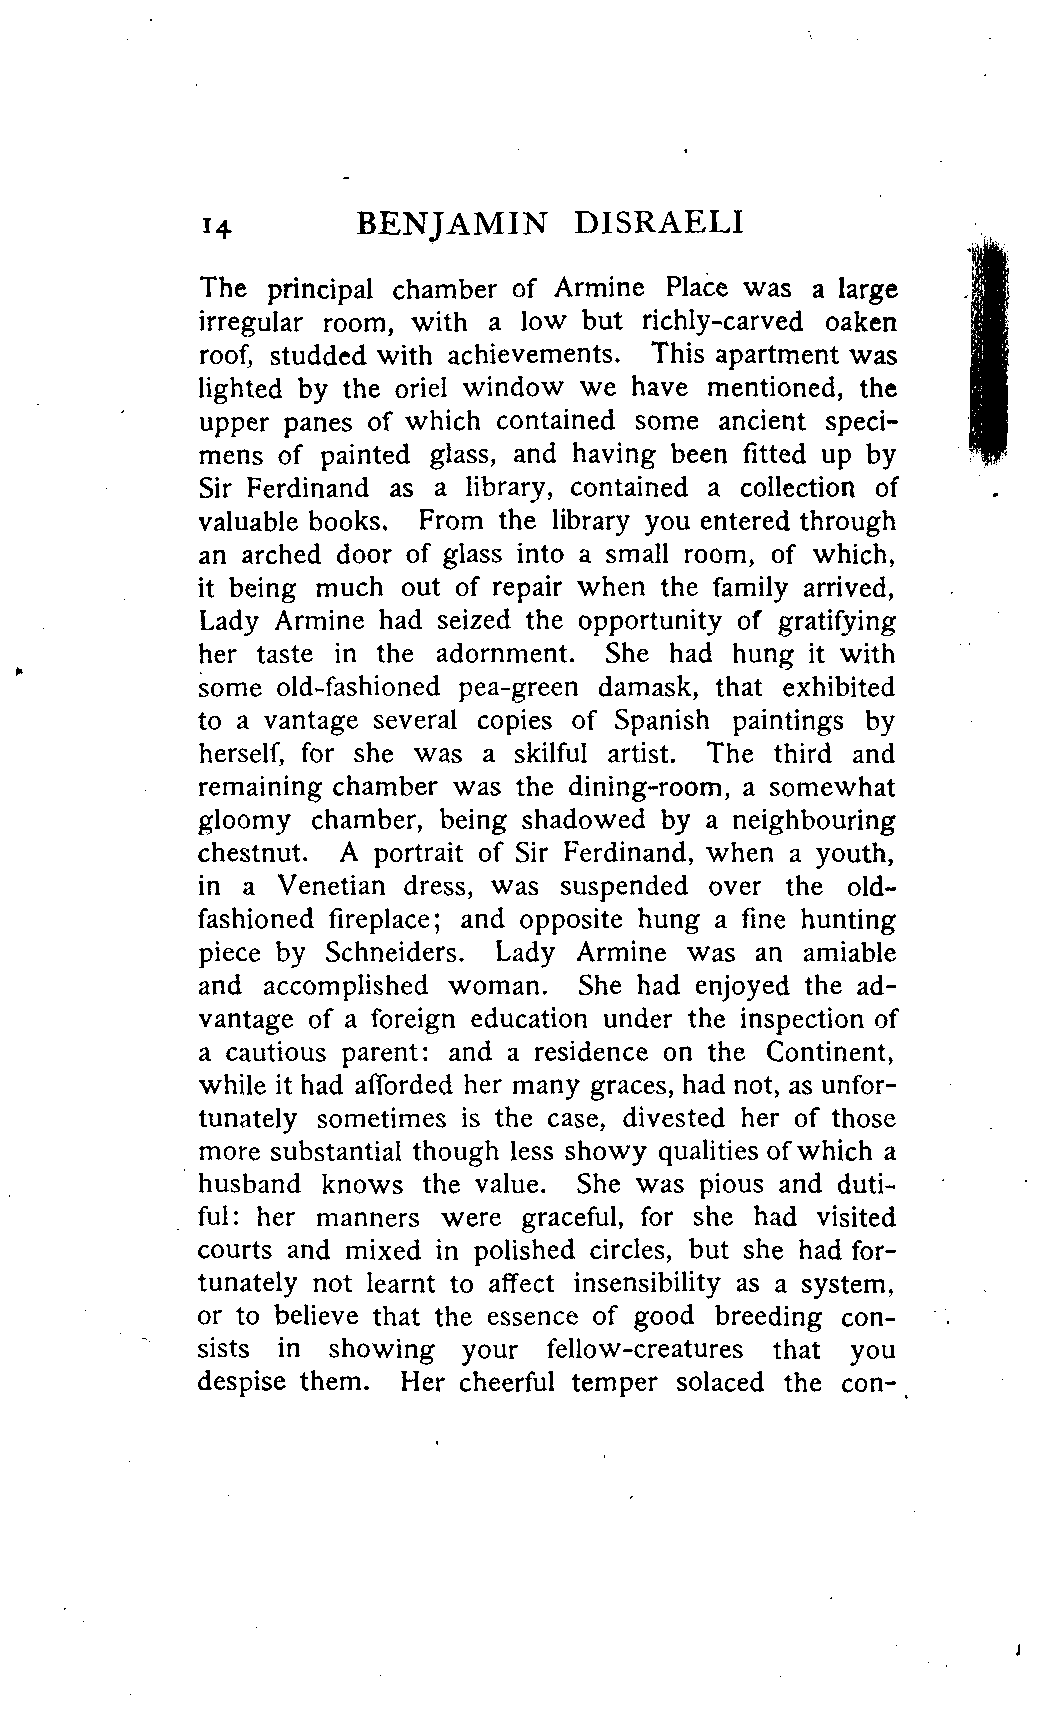 14 BENJAMIN DISRAELI
The principal chamber of Armine Place was a large
irregular room, with a low but richly-carved oaken
roof, studded with achievements. This apartment was
lighted by the oriel window we have mentioned, the
upper panes of which contained some ancient speci-
mens of painted glass, and having been fitted up by
Sir Ferdinand as a library, contained a collection of
valuable books. From the library you entered through
an arched door of glass into a small room, of which,
it being much out of repair when the family arrived,
Lady Armine had seized the opportunity of gratifying
her taste in the adornment. She had hung it with
some old-fashioned pea-green damask, that exhibited
to a vantage several copies of Spanish paintings by
herself, for she was a skilful artist. The third and
remaining chamber was the dining-room, a somewhat
gloomy chamber, being shadowed by a neighbouring
chestnut. A portrait of Sir Ferdinand, when a youth,
in a Venetian dress, was suspended over the old-
fashioned fireplace; and opposite hung a fine hunting
piece by Schneiders. Lady Armine was an amiable
and accomplished woman. She had enjoyed the ad-
vantage of a foreign education under the inspection of
a cautious parent: and a residence on the Continent,
while it had afforded her many graces, had not, as unfor-
tunately sometimes is the case, divested her of those
more substantial though less showy qualities of which a
husband knows the value. She was pious and duti-
ful: her manners were graceful, for she had visited
courts and mixed in polished circles, but she had for-
tunately not learnt to affect insensibility as a system,
or to believe that the essence of good breeding con-
sists in showing your fellow-creatures that you
despise them. Her cheerful temper solaced the con-